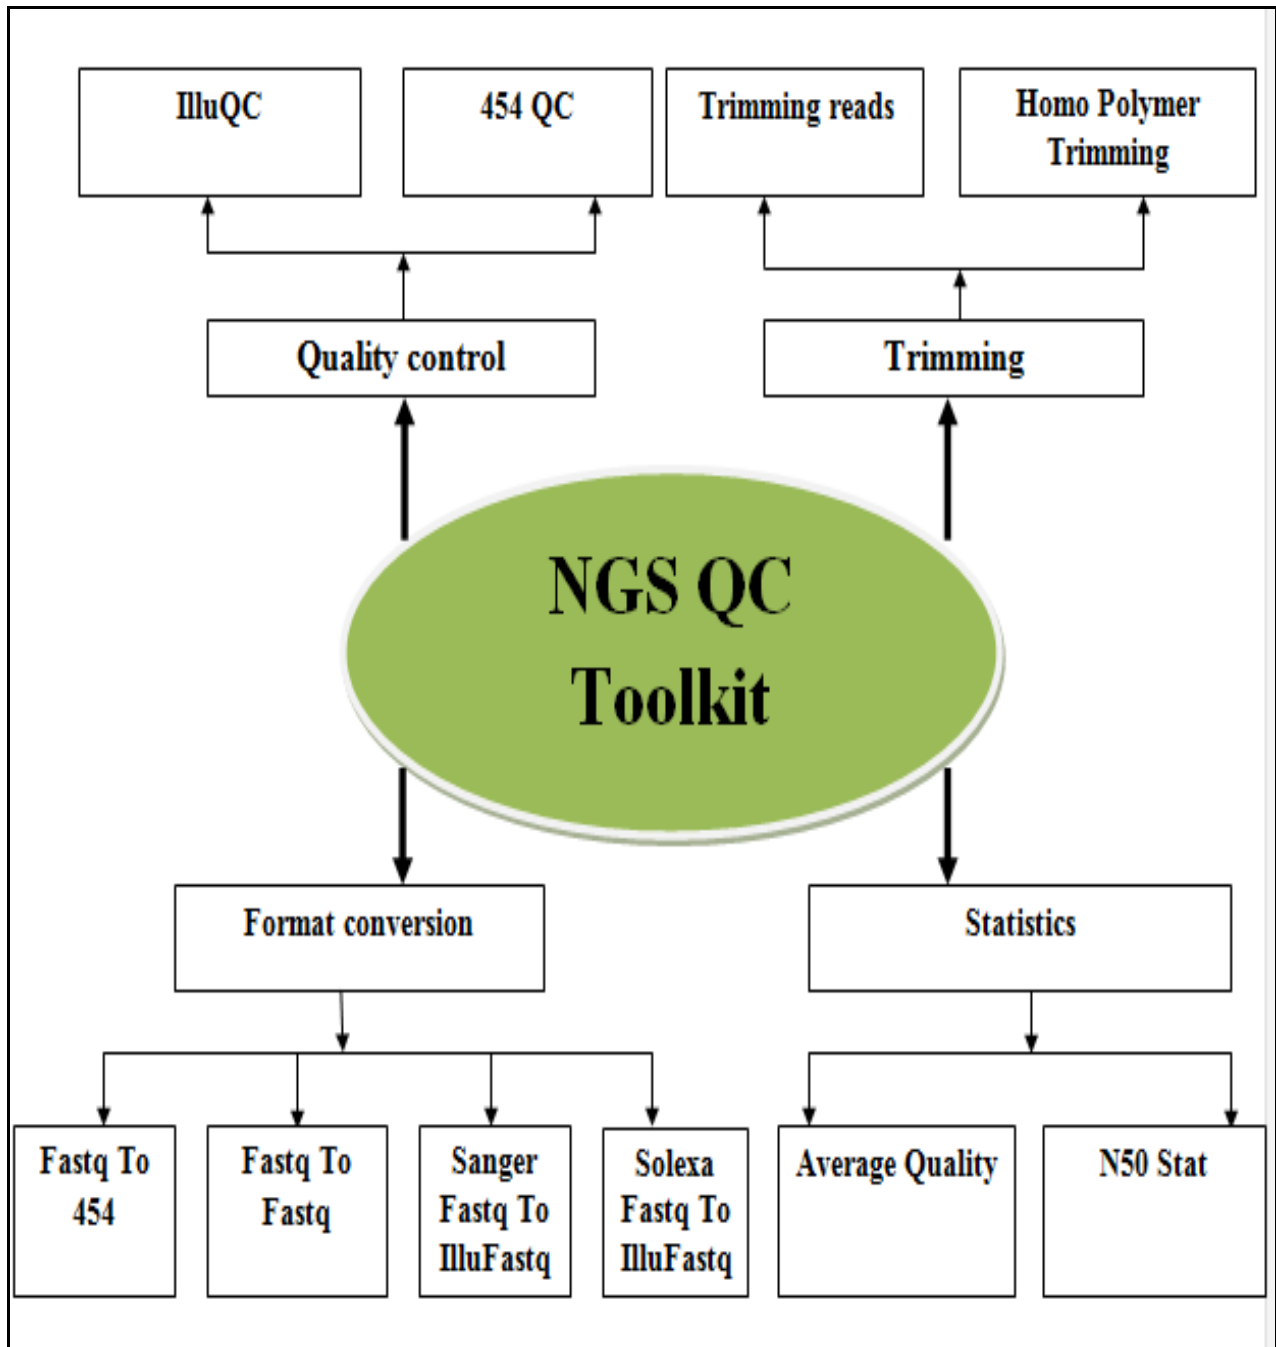 IlluQC
454 QC
Trimming reads
Homo Polymer
Trimming
Quality control
Trimming
NGS QC
Toolkit
Format conversion
Statistics
Fastq To
454
Fastq To
Fastq
Sanger
Fastq To
IlluFastq
Solexa
Fastq To
IlluFastq
Average Quality
N50 Stat